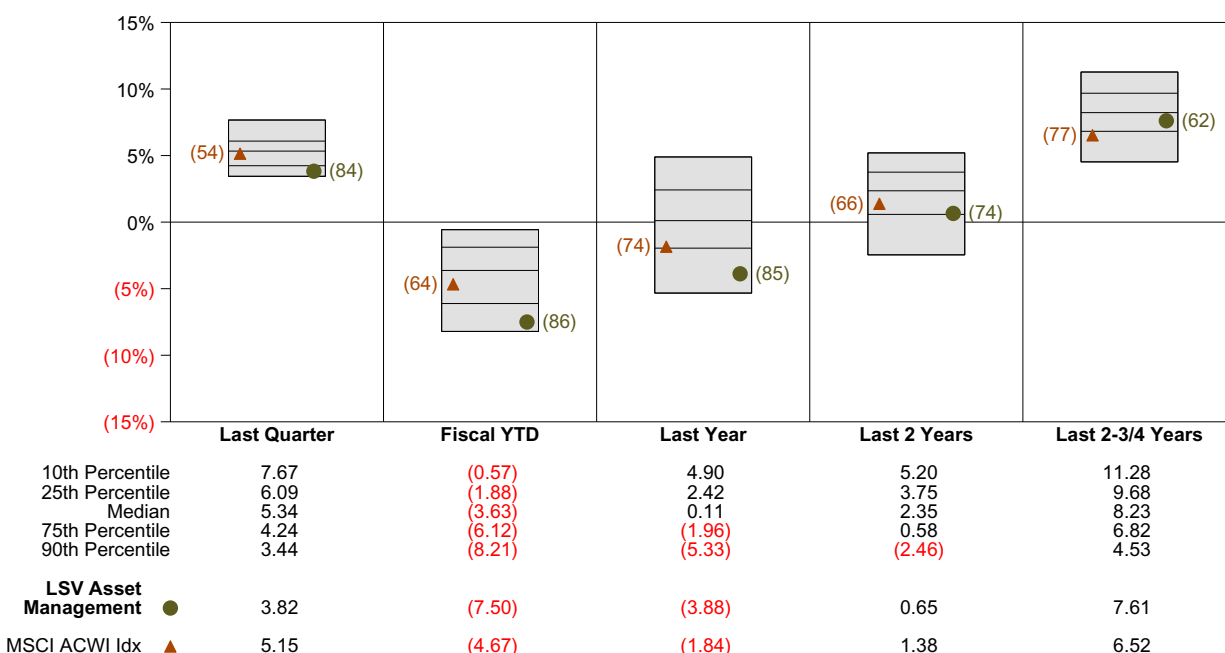 15%
10%
5%
0%
(5%)
(10%)
(15%)
(54) (84)
(64) (86)
(74) (85)
(66) (74)
(77) (62)
Last Quarter Fiscal YTD Last Year Last 2 Years Last 2-3/4 Years
10th Percentile 7.67 (0.57) 4.90 5.20 11.28
25th Percentile 6.09 (1.88) 2.42 3.75 9.68
Median 5.34 (3.63) 0.11 2.35 8.23
75th Percentile 4.24 (6.12) (1.96) 0.58 6.82
90th Percentile 3.44 (8.21) (5.33) (2.46) 4.53
LSV Asset
Management 3.82 (7.50) (3.88) 0.65 7.61
MSCI ACWI Idx 5.15 (4.67) (1.84) 1.38 6.52